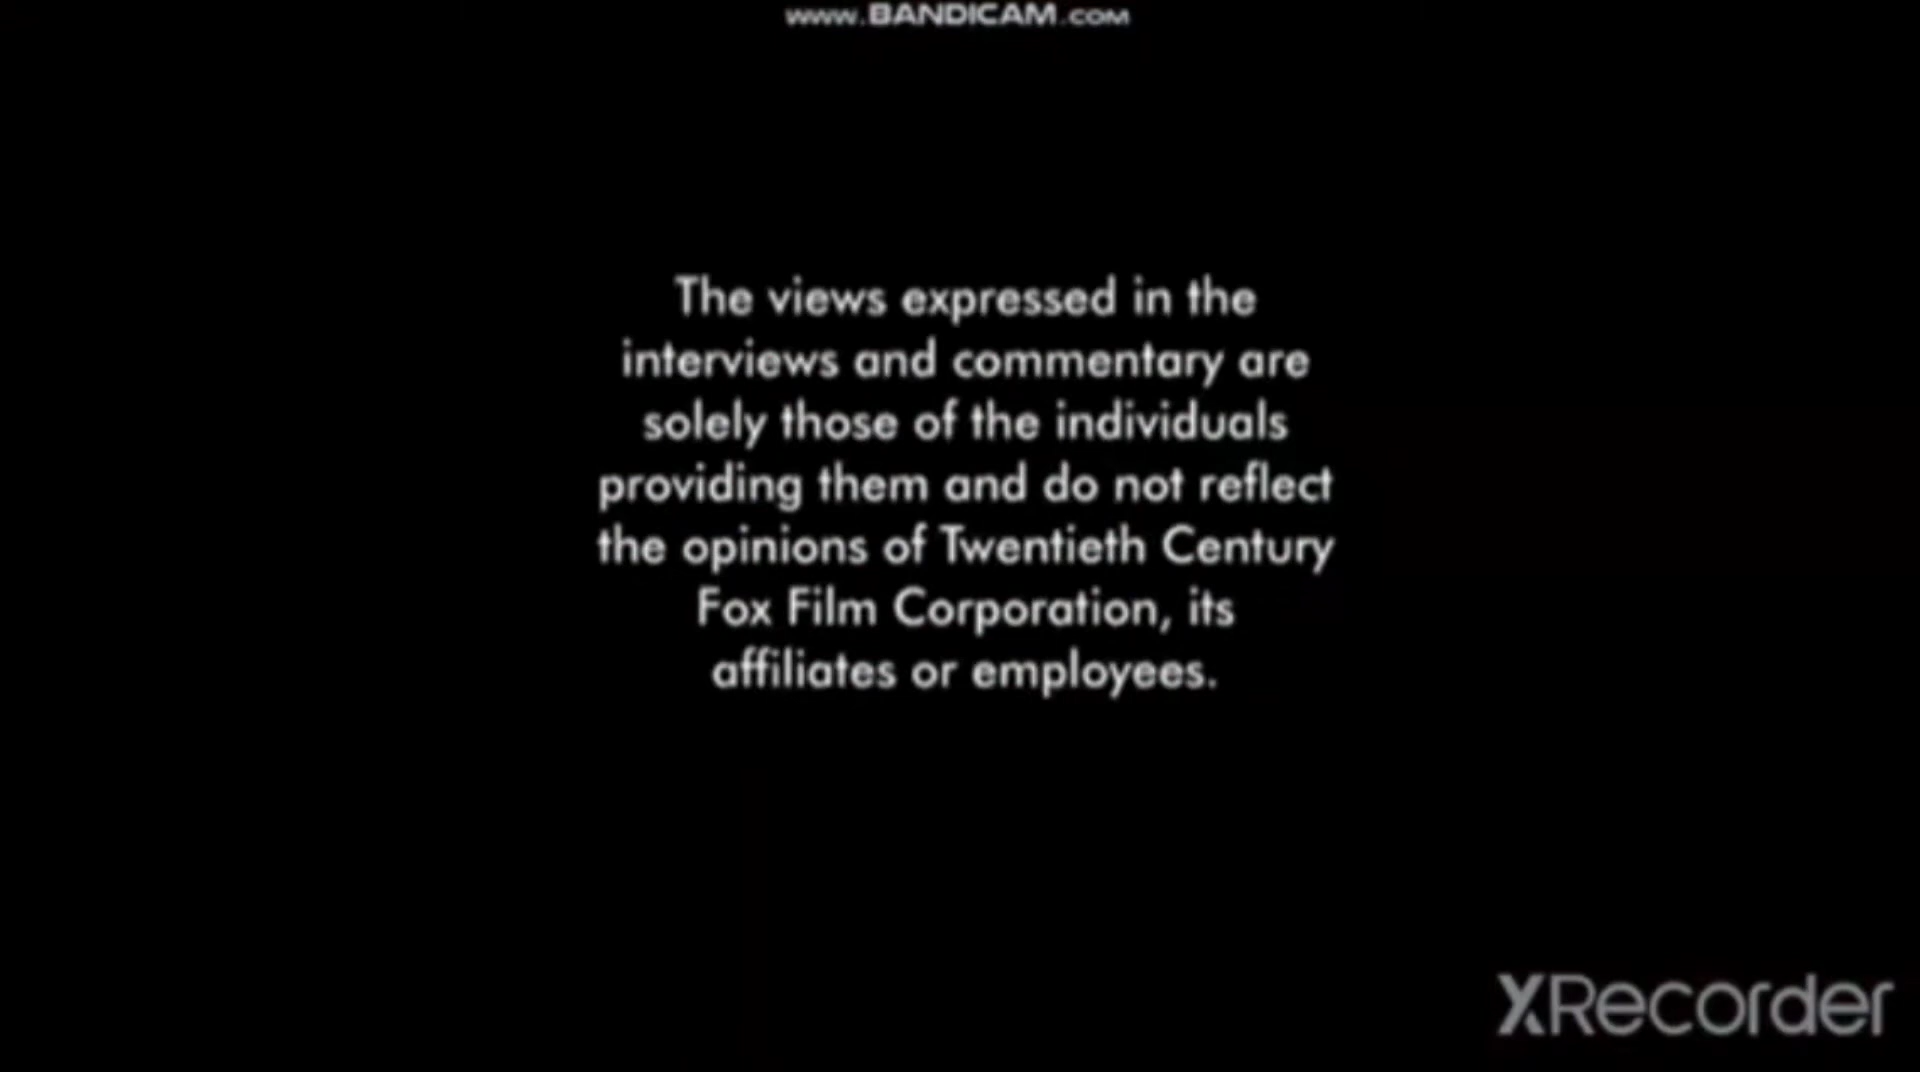 www.BANDICAM.com
The views expressed in the
interviews and commentary are
solely those of the individuals
providing them and do not reflect
the opinions of Twentieth Century
Fox Film Corporation, its
affiliates or employees.
XRecorder